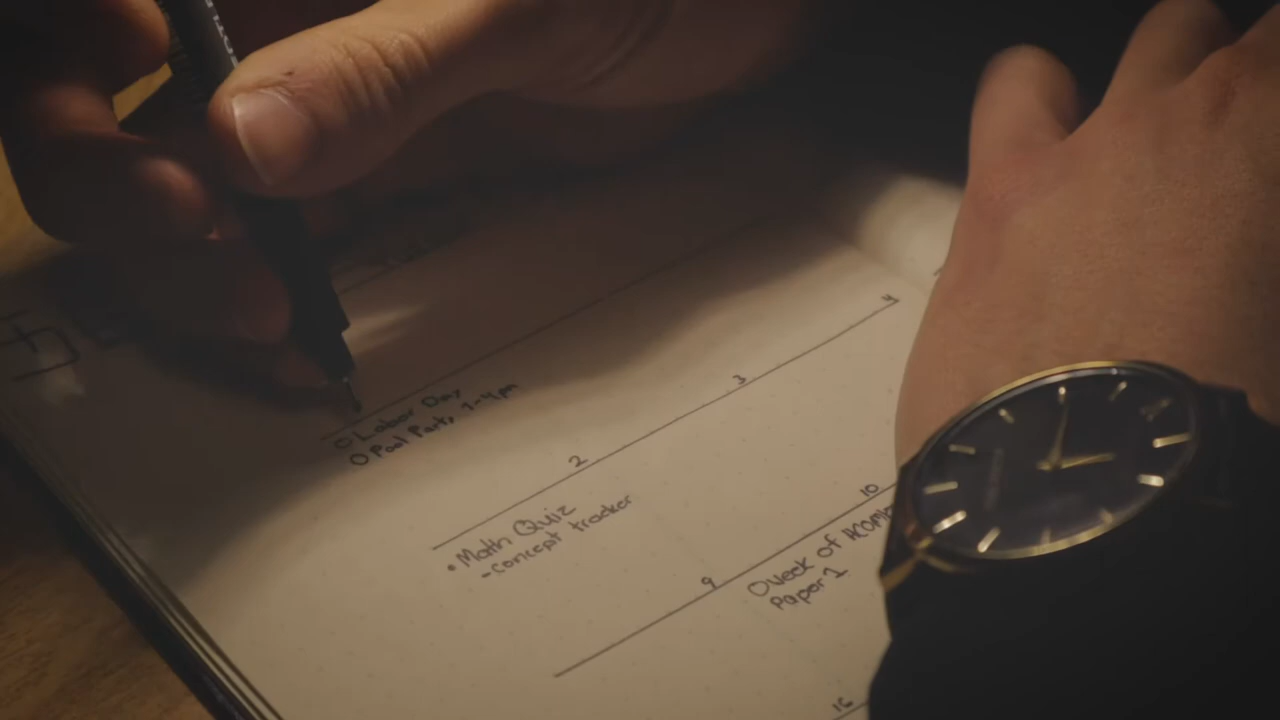 O Labor Day
O Pool Party 1-4pm
2
3
4
• Math Quiz
- concept tracker
9
10
O Week of
Paper 1
16